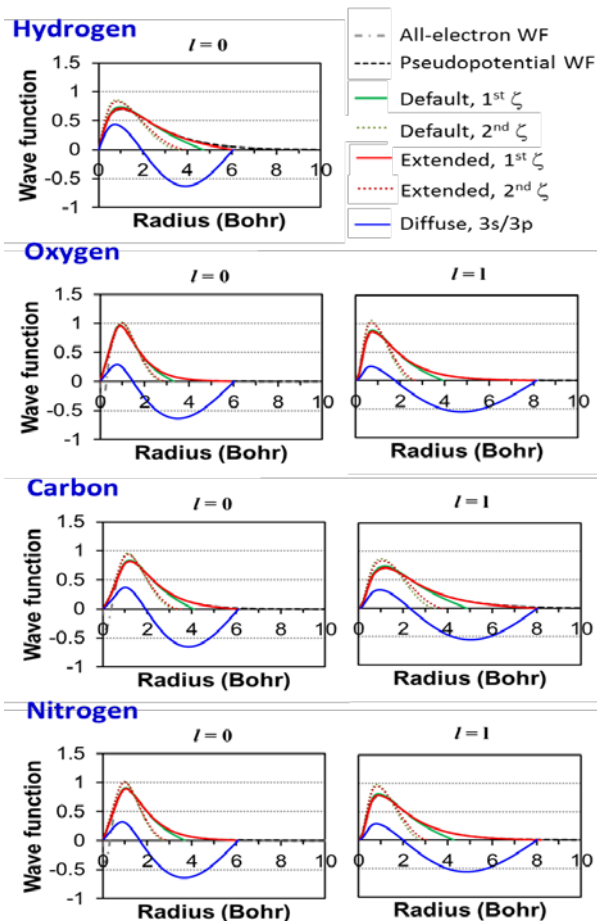 Hydrogen
l = 0
Wave function
1.5
1
0.5
0
-0.5
-1
0 2 4 6 8 10
Radius (Bohr)
All-electron WF
Pseudopotential WF
Default, 1st ζ
Default, 2nd ζ
Extended, 1st ζ
Extended, 2nd ζ
Diffuse, 3s/3p
Oxygen
l = 0
l = 1
Wave function
1.5
1
0.5
0
-0.5
-1
0 2 4 6 8 10
0 2 4 6 8 10
Radius (Bohr)
Radius (Bohr)
Carbon
l = 0
l = 1
Wave function
1.5
1
0.5
0
-0.5
-1
0 2 4 6 8 10
0 2 4 6 8 10
Radius (Bohr)
Radius (Bohr)
Nitrogen
l = 0
l = 1
Wave function
1.5
1
0.5
0
-0.5
-1
0 2 4 6 8 10
0 2 4 6 8 10
Radius (Bohr)
Radius (Bohr)